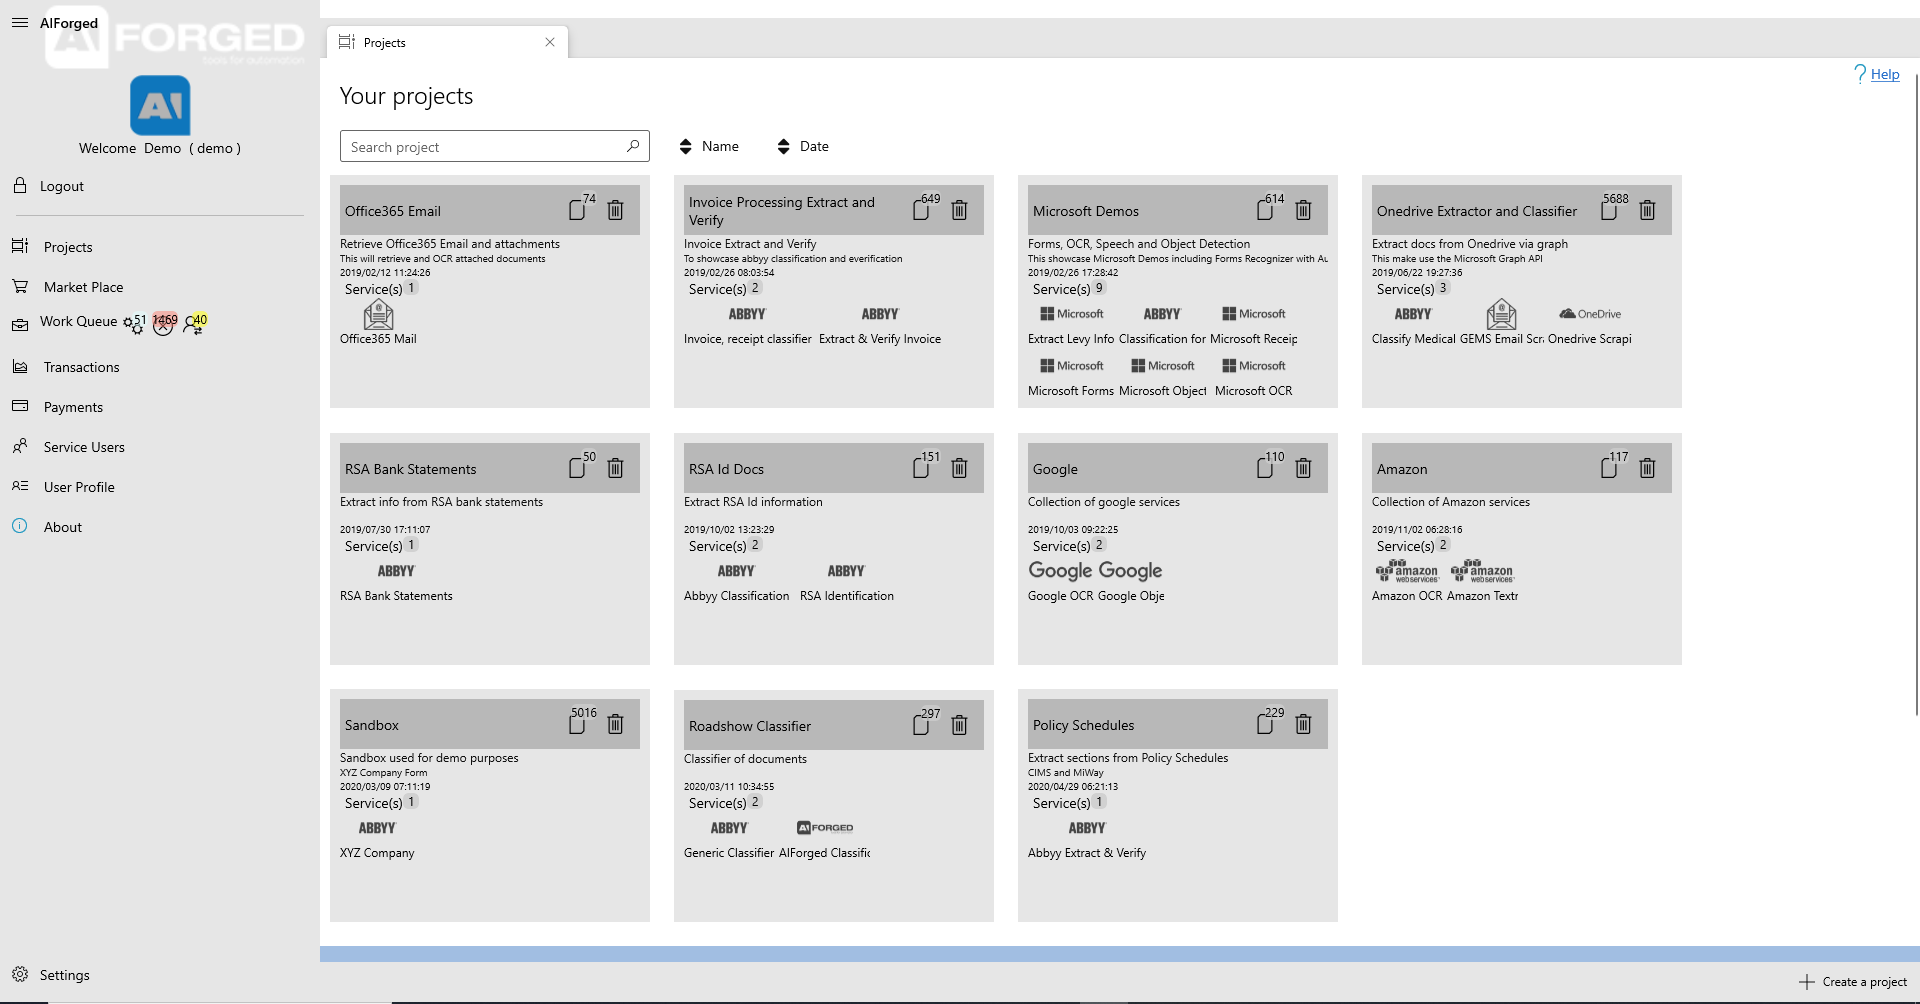 AIForged
AI FORGED
tools for automation
AI
Welcome Demo ( demo )
Logout
Projects
Market Place
Work Queue 51 1469 40
Transactions
Payments
Service Users
User Profile
About
Settings
Projects
Help
Your projects
Search project
Name
Date
Office365 Email 74
Retrieve Office365 Email and attachments
This will retrieve and OCR attached documents
2019/02/12 11:24:26
Service(s) 1
Office365 Mail
Invoice Processing Extract and
Verify
649
Invoice Extract and Verify
To showcase abbyy classification and everification
2019/02/26 08:03:54
Service(s) 2
ABBYY ABBYY
Invoice, receipt classifier Extract & Verify Invoice
Microsoft Demos 614
Forms, OCR, Speech and Object Detection
This showcase Microsoft Demos including Forms Recognizer with Au
2019/02/26 17:28:42
Service(s) 9
Microsoft ABBYY Microsoft
Extract Levy Info Classification for Microsoft Receip
Microsoft Microsoft Microsoft
Microsoft Forms Microsoft Object Microsoft OCR
Onedrive Extractor and Classifier 5688
Extract docs from Onedrive via graph
This make use the Microsoft Graph API
2019/06/22 19:27:36
Service(s) 3
ABBYY OneDrive
Classify Medical GEMS Email Scr Onedrive Scrapi
RSA Bank Statements 50
Extract info from RSA bank statements
2019/07/30 17:11:07
Service(s) 1
ABBYY
RSA Bank Statements
RSA Id Docs 151
Extract RSA Id information
2019/10/02 13:23:29
Service(s) 2
ABBYY ABBYY
Abbyy Classification RSA Identification
Google 110
Collection of google services
2019/10/03 09:22:25
Service(s) 2
Google Google
Google OCR Google Obje
Amazon 117
Collection of Amazon services
2019/11/02 06:28:16
Service(s) 2
amazon amazon
webservices webservices
Amazon OCR Amazon Textr
Sandbox 5016
Sandbox used for demo purposes
XYZ Company Form
2020/03/09 07:11:19
Service(s) 1
ABBYY
XYZ Company
Roadshow Classifier 297
Classifier of documents
2020/03/11 10:34:55
Service(s) 2
ABBYY AI FORGED
Generic Classifier AIForged Classific
Policy Schedules 229
Extract sections from Policy Schedules
CIMS and MiWay
2020/04/29 06:21:13
Service(s) 1
ABBYY
Abbyy Extract & Verify
Create a project